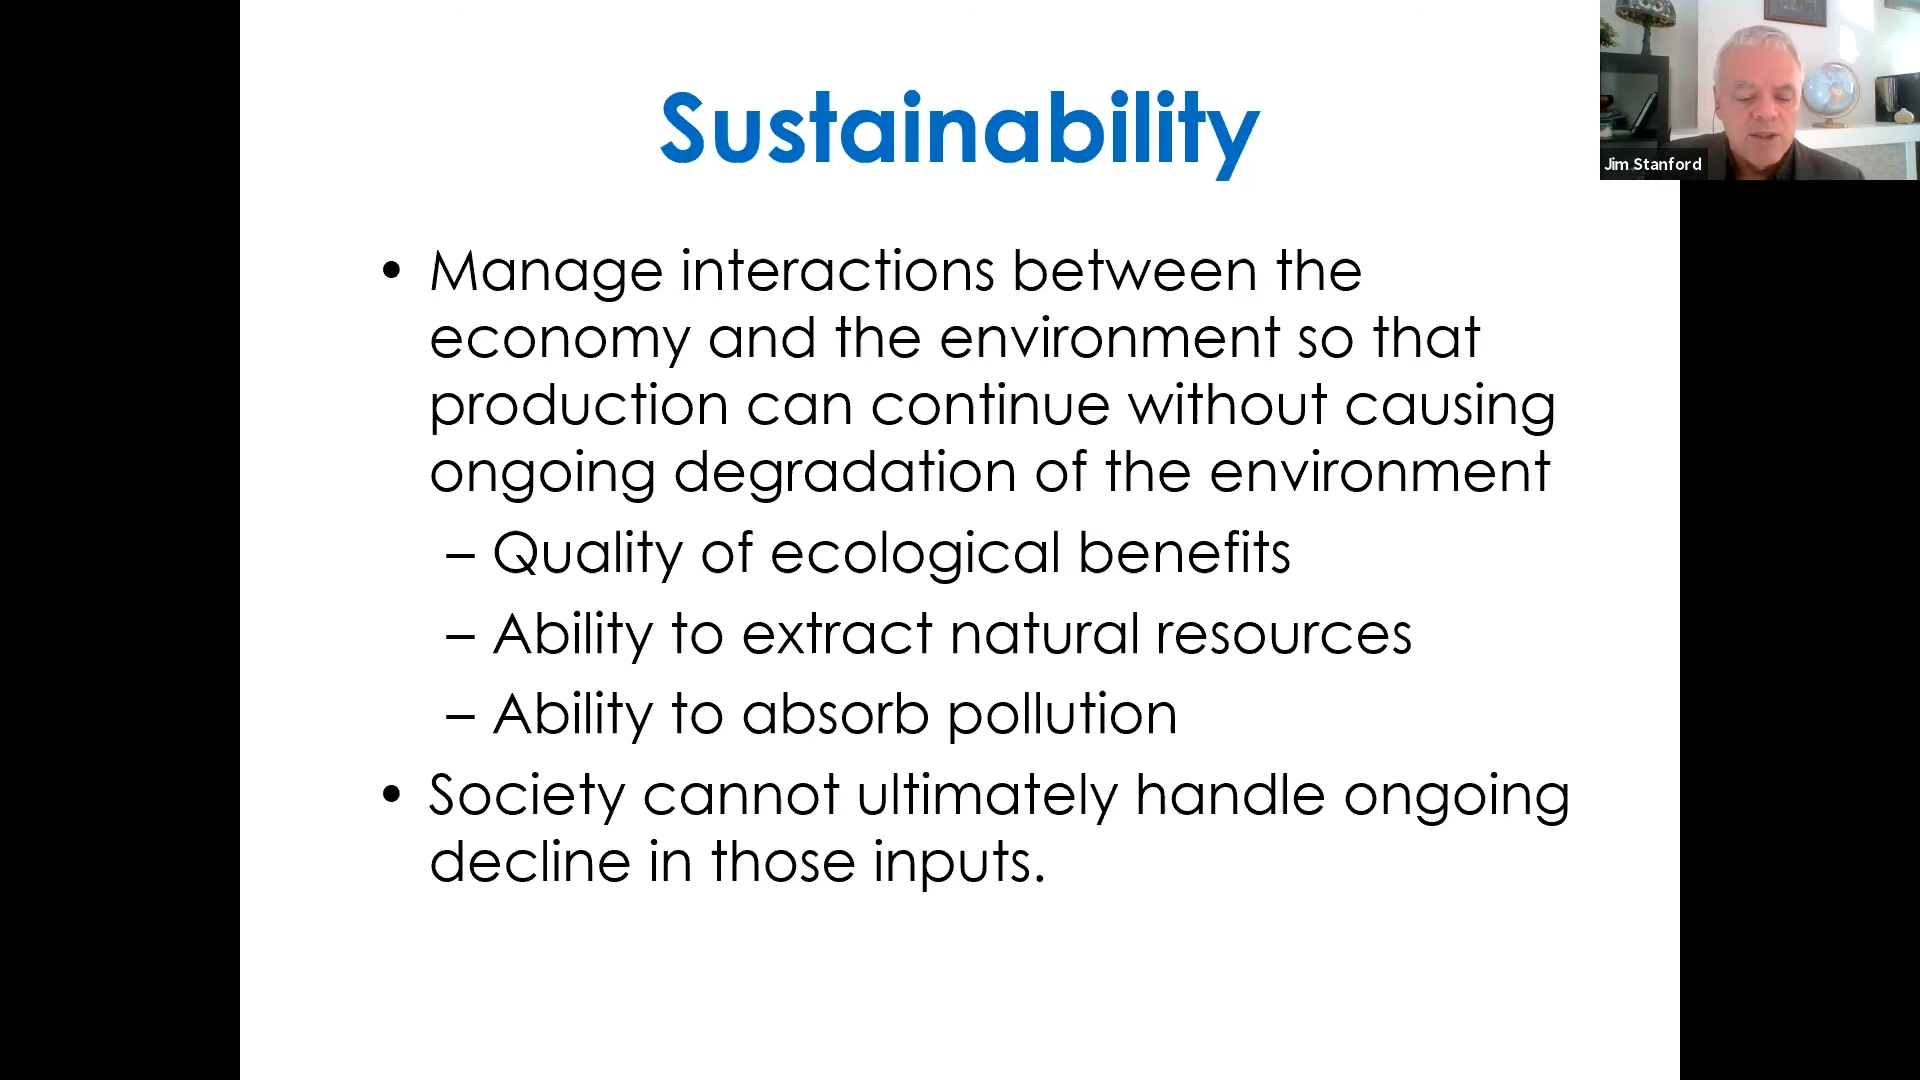 Sustainability
Jim Stanford
• Manage interactions between the
economy and the environment so that
production can continue without causing
ongoing degradation of the environment
– Quality of ecological benefits
– Ability to extract natural resources
– Ability to absorb pollution
• Society cannot ultimately handle ongoing
decline in those inputs.